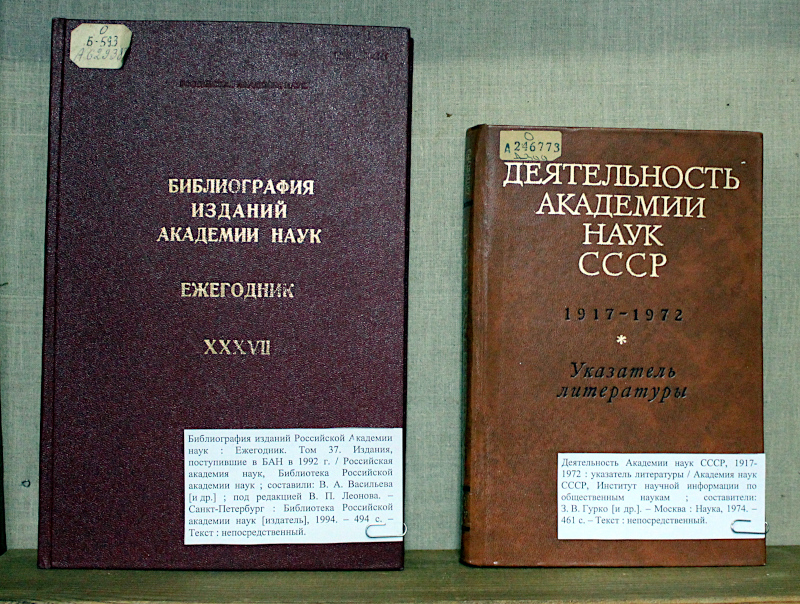 О
Б-593
РОССИЙСКАЯ АКАДЕМИЯ НАУК
БИБЛИОГРАФИЯ
ИЗДАНИЙ
АКАДЕМИИ НАУК
ЕЖЕГОДНИК
XXXVII
Библиография изданий Российской Академии
наук : Ежегодник. Том 37. Издания,
поступившие в БАН в 1992 г. / Российская
академия наук, Библиотека Российской
академии наук ; составили: В. А. Васильева
[и др.] ; под редакцией В. П. Леонова. –
Санкт-Петербург : Библиотека Российской
академии наук [издатель], 1994. – 494 с. –
Текст : непосредственный.
О
А 246773
ДЕЯТЕЛЬНОСТЬ
АКАДЕМИИ
НАУК
СССР
1917-1972
*
Указатель
литературы
Деятельность Академии наук СССР, 1917-
1972 : указатель литературы / Академия наук
СССР, Институт научной информации по
общественным наукам ; составители:
З. В. Гурко [и др.]. – Москва : Наука, 1974. –
461 с. – Текст : непосредственный.